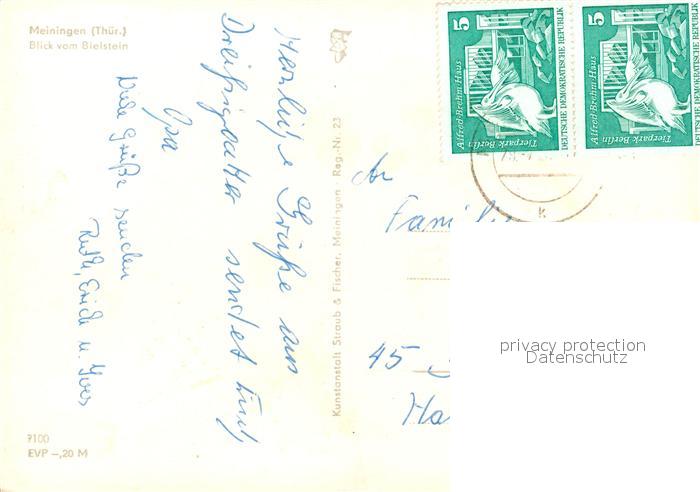 Meiningen (Thür.)
Blick vom Bielstein
Herzliche Grüße aus
Dreißigacker sendet Euch
Opa
Viele Grüße senden
Ruth, Erich u. Yves
Kunstanstalt Straub & Fischer, Meiningen Reg.-Nr. 23
5
Alfred-Brehm-Haus
Tierpark Berlin
DEUTSCHE DEMOKRATISCHE REPUBLIK
5
Alfred-Brehm-Haus
Tierpark Berlin
DEUTSCHE DEMOKRATISCHE REPUBLIK
k
An
Familie
45
Ha
privacy protection
Datenschutz
7100
EVP –,20 M